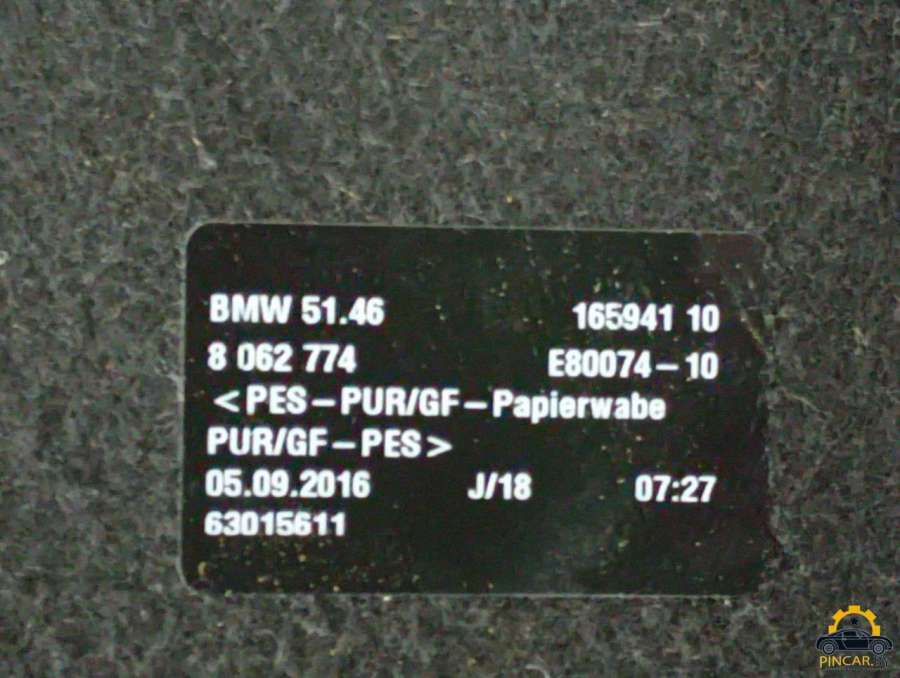 BMW 51.46 165941 10
8 062 774 E80074-10
<PES-PUR/GF-Papierwabe
PUR/GF-PES>
05.09.2016 J/18 07:27
63015611
PINCAR.BY